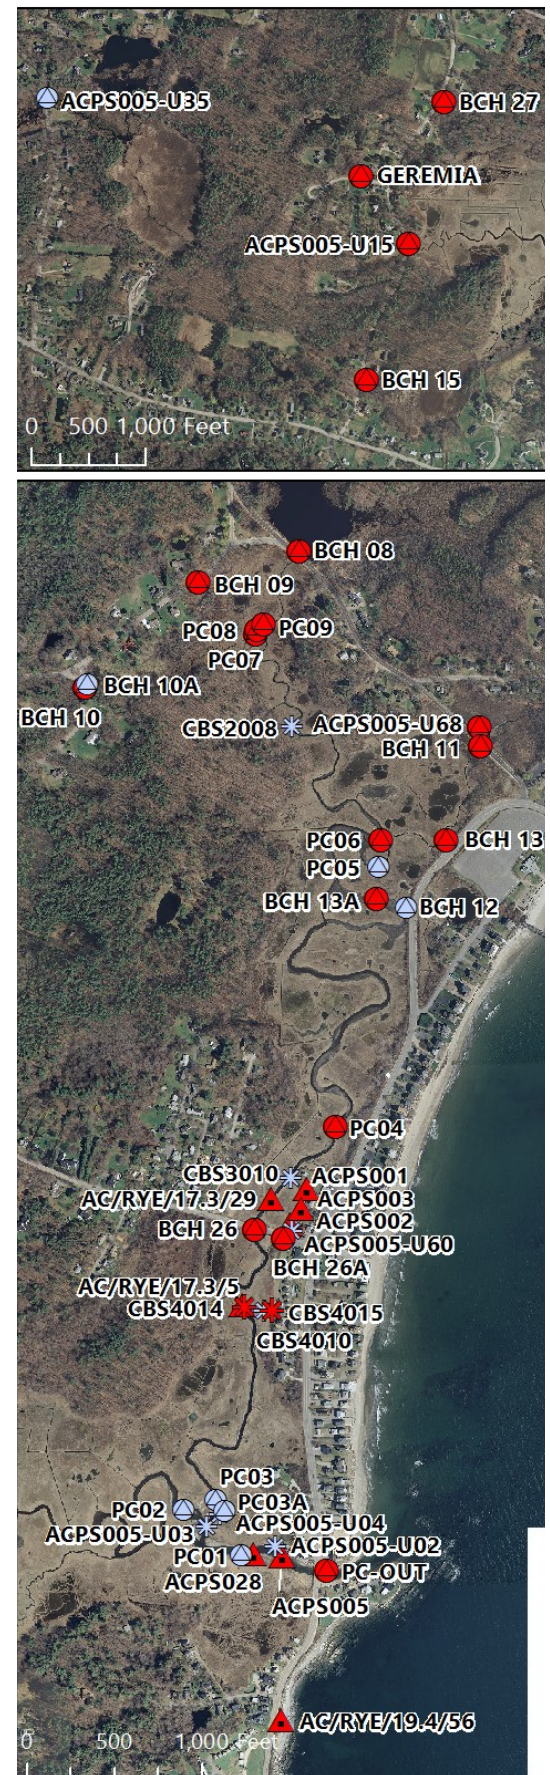 ACPS005-U35
BCH 27
GEREMIA
ACPS005-U15
BCH 15
0 500 1,000 Feet
BCH 08
BCH 09
PC09
PC08
PC07
BCH 10A
BCH 10
CBS2008
ACPS005-U68
BCH 11
PC06
BCH 13
PC05
BCH 13A
BCH 12
PC04
CBS3010
ACPS001
AC/RYE/17.3/29
ACPS003
BCH 26
ACPS002
ACPS005-U60
BCH 26A
AC/RYE/17.3/5
CBS4014
CBS4015
CBS4010
PC03
PC02
PC03A
ACPS005-U03
ACPS005-U04
PC01
ACPS005-U02
ACPS028
PC-OUT
ACPS005
AC/RYE/19.4/56
0 500 1,000 Feet